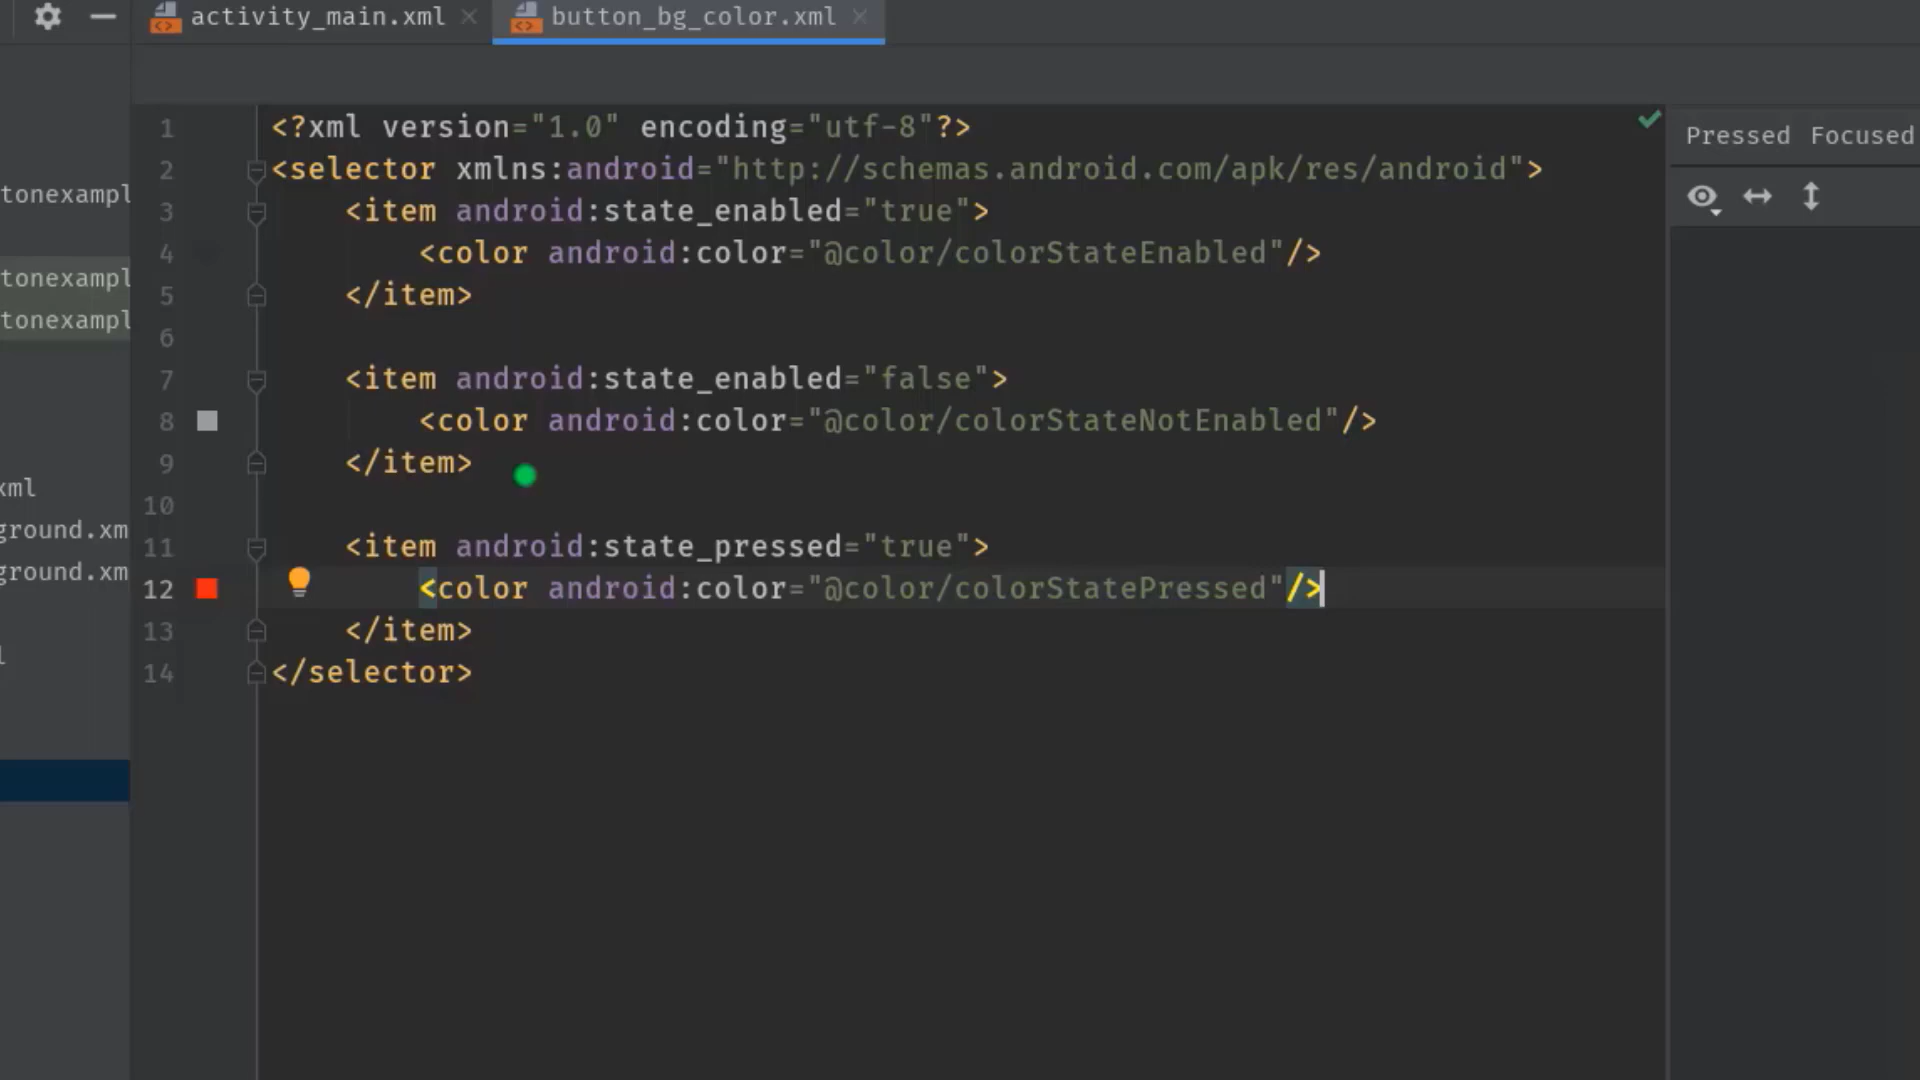 activity_main.xml
button_bg_color.xml
tonexampl
tonexampl
tonexampl
xml
ground.xm
ground.xm
l
1 <?xml version="1.0" encoding="utf-8"?>
2 <selector xmlns:android="http://schemas.android.com/apk/res/android">
3 <item android:state_enabled="true">
4 <color android:color="@color/colorStateEnabled"/>
5 </item>
6
7 <item android:state_enabled="false">
8 <color android:color="@color/colorStateNotEnabled"/>
9 </item>
10
11 <item android:state_pressed="true">
12 <color android:color="@color/colorStatePressed"/>
13 </item>
14 </selector>
Pressed Focused